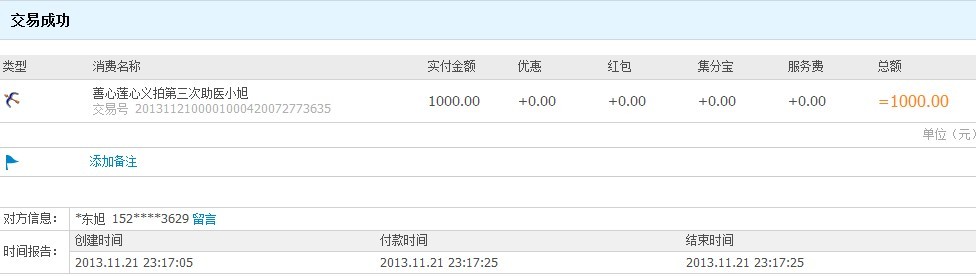 交易成功
类型 消费名称 实付金额 优惠 红包 集分宝 服务费 总额
善心莲心义拍第三次助医小旭 1000.00 +0.00 +0.00 +0.00 +0.00 =1000.00
交易号 2013112100001000420072773635
单位（元）
添加备注
对方信息： *东旭 152****3629 留言
时间报告： 创建时间 付款时间 结束时间
2013.11.21 23:17:05 2013.11.21 23:17:25 2013.11.21 23:17:25